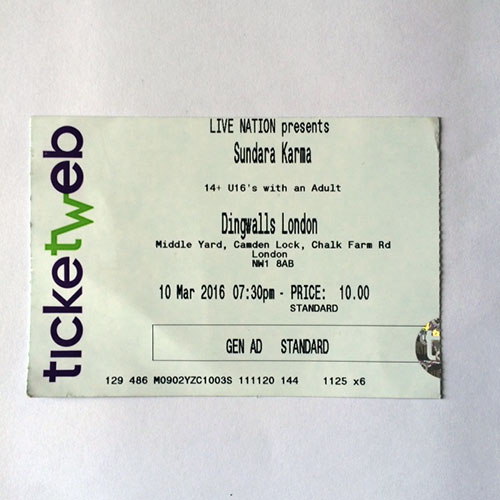 ticketweb
LIVE NATION presents
Sundara Karma
14+ U16's with an Adult
Dingwalls London
Middle Yard, Camden Lock, Chalk Farm Rd
London
NW1 8AB
10 Mar 2016 07:30pm - PRICE: 10.00
STANDARD
GEN AD STANDARD
129 486 M0902YZC1003S 111120 144 1125 x6